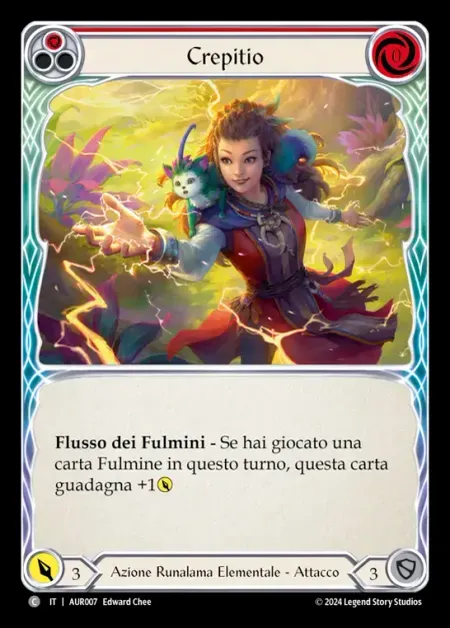 Crepitio
0
Flusso dei Fulmini - Se hai giocato una
carta Fulmine in questo turno, questa carta
guadagna +1
3 Azione Runalama Elementale - Attacco 3
C IT | AUR007 Edward Chee © 2024 Legend Story Studios